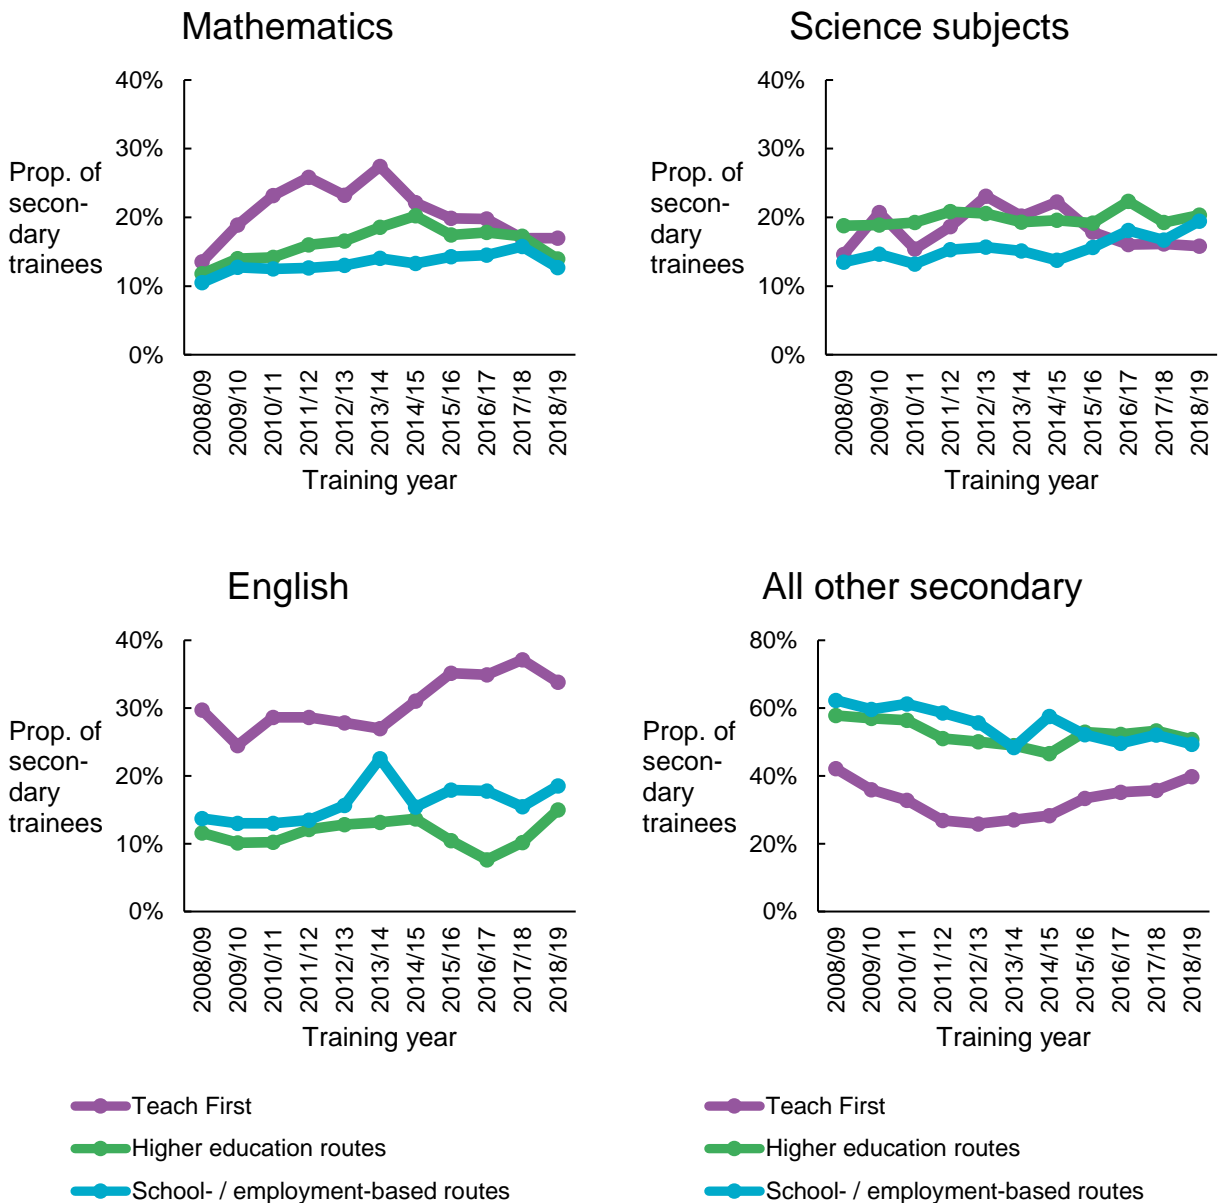 Mathematics
40%
30%
20%
10%
0%
Prop. of
secon-
dary
trainees
2008/09
2009/10
2010/11
2011/12
2012/13
2013/14
2014/15
2015/16
2016/17
2017/18
2018/19
Training year
Science subjects
40%
30%
20%
10%
0%
Prop. of
secon-
dary
trainees
2008/09
2009/10
2010/11
2011/12
2012/13
2013/14
2014/15
2015/16
2016/17
2017/18
2018/19
Training year
English
40%
30%
20%
10%
0%
Prop. of
secon-
dary
trainees
2008/09
2009/10
2010/11
2011/12
2012/13
2013/14
2014/15
2015/16
2016/17
2017/18
2018/19
Training year
All other secondary
80%
60%
40%
20%
0%
Prop. of
secon-
dary
trainees
2008/09
2009/10
2010/11
2011/12
2012/13
2013/14
2014/15
2015/16
2016/17
2017/18
2018/19
Training year
Teach First
Higher education routes
School- / employment-based routes
Teach First
Higher education routes
School- / employment-based routes